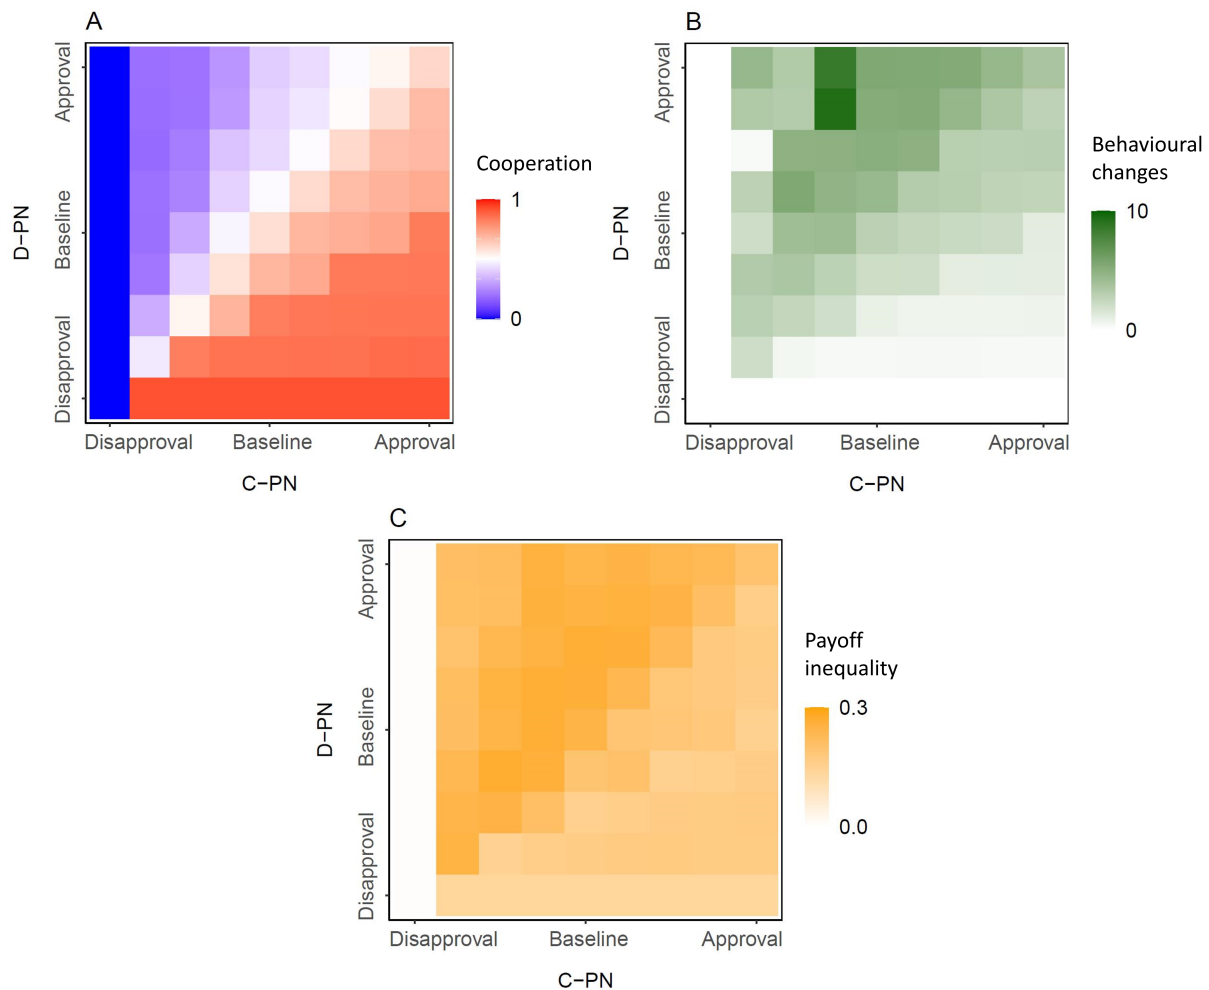 A
Approval
Baseline
Disapproval
D−PN
Disapproval Baseline Approval
C−PN
Cooperation
1
0
B
Approval
Baseline
Disapproval
D−PN
Disapproval Baseline Approval
C−PN
Behavioural
changes
10
0
C
Approval
Baseline
Disapproval
D−PN
Disapproval Baseline Approval
C−PN
Payoff
inequality
0.3
0.0